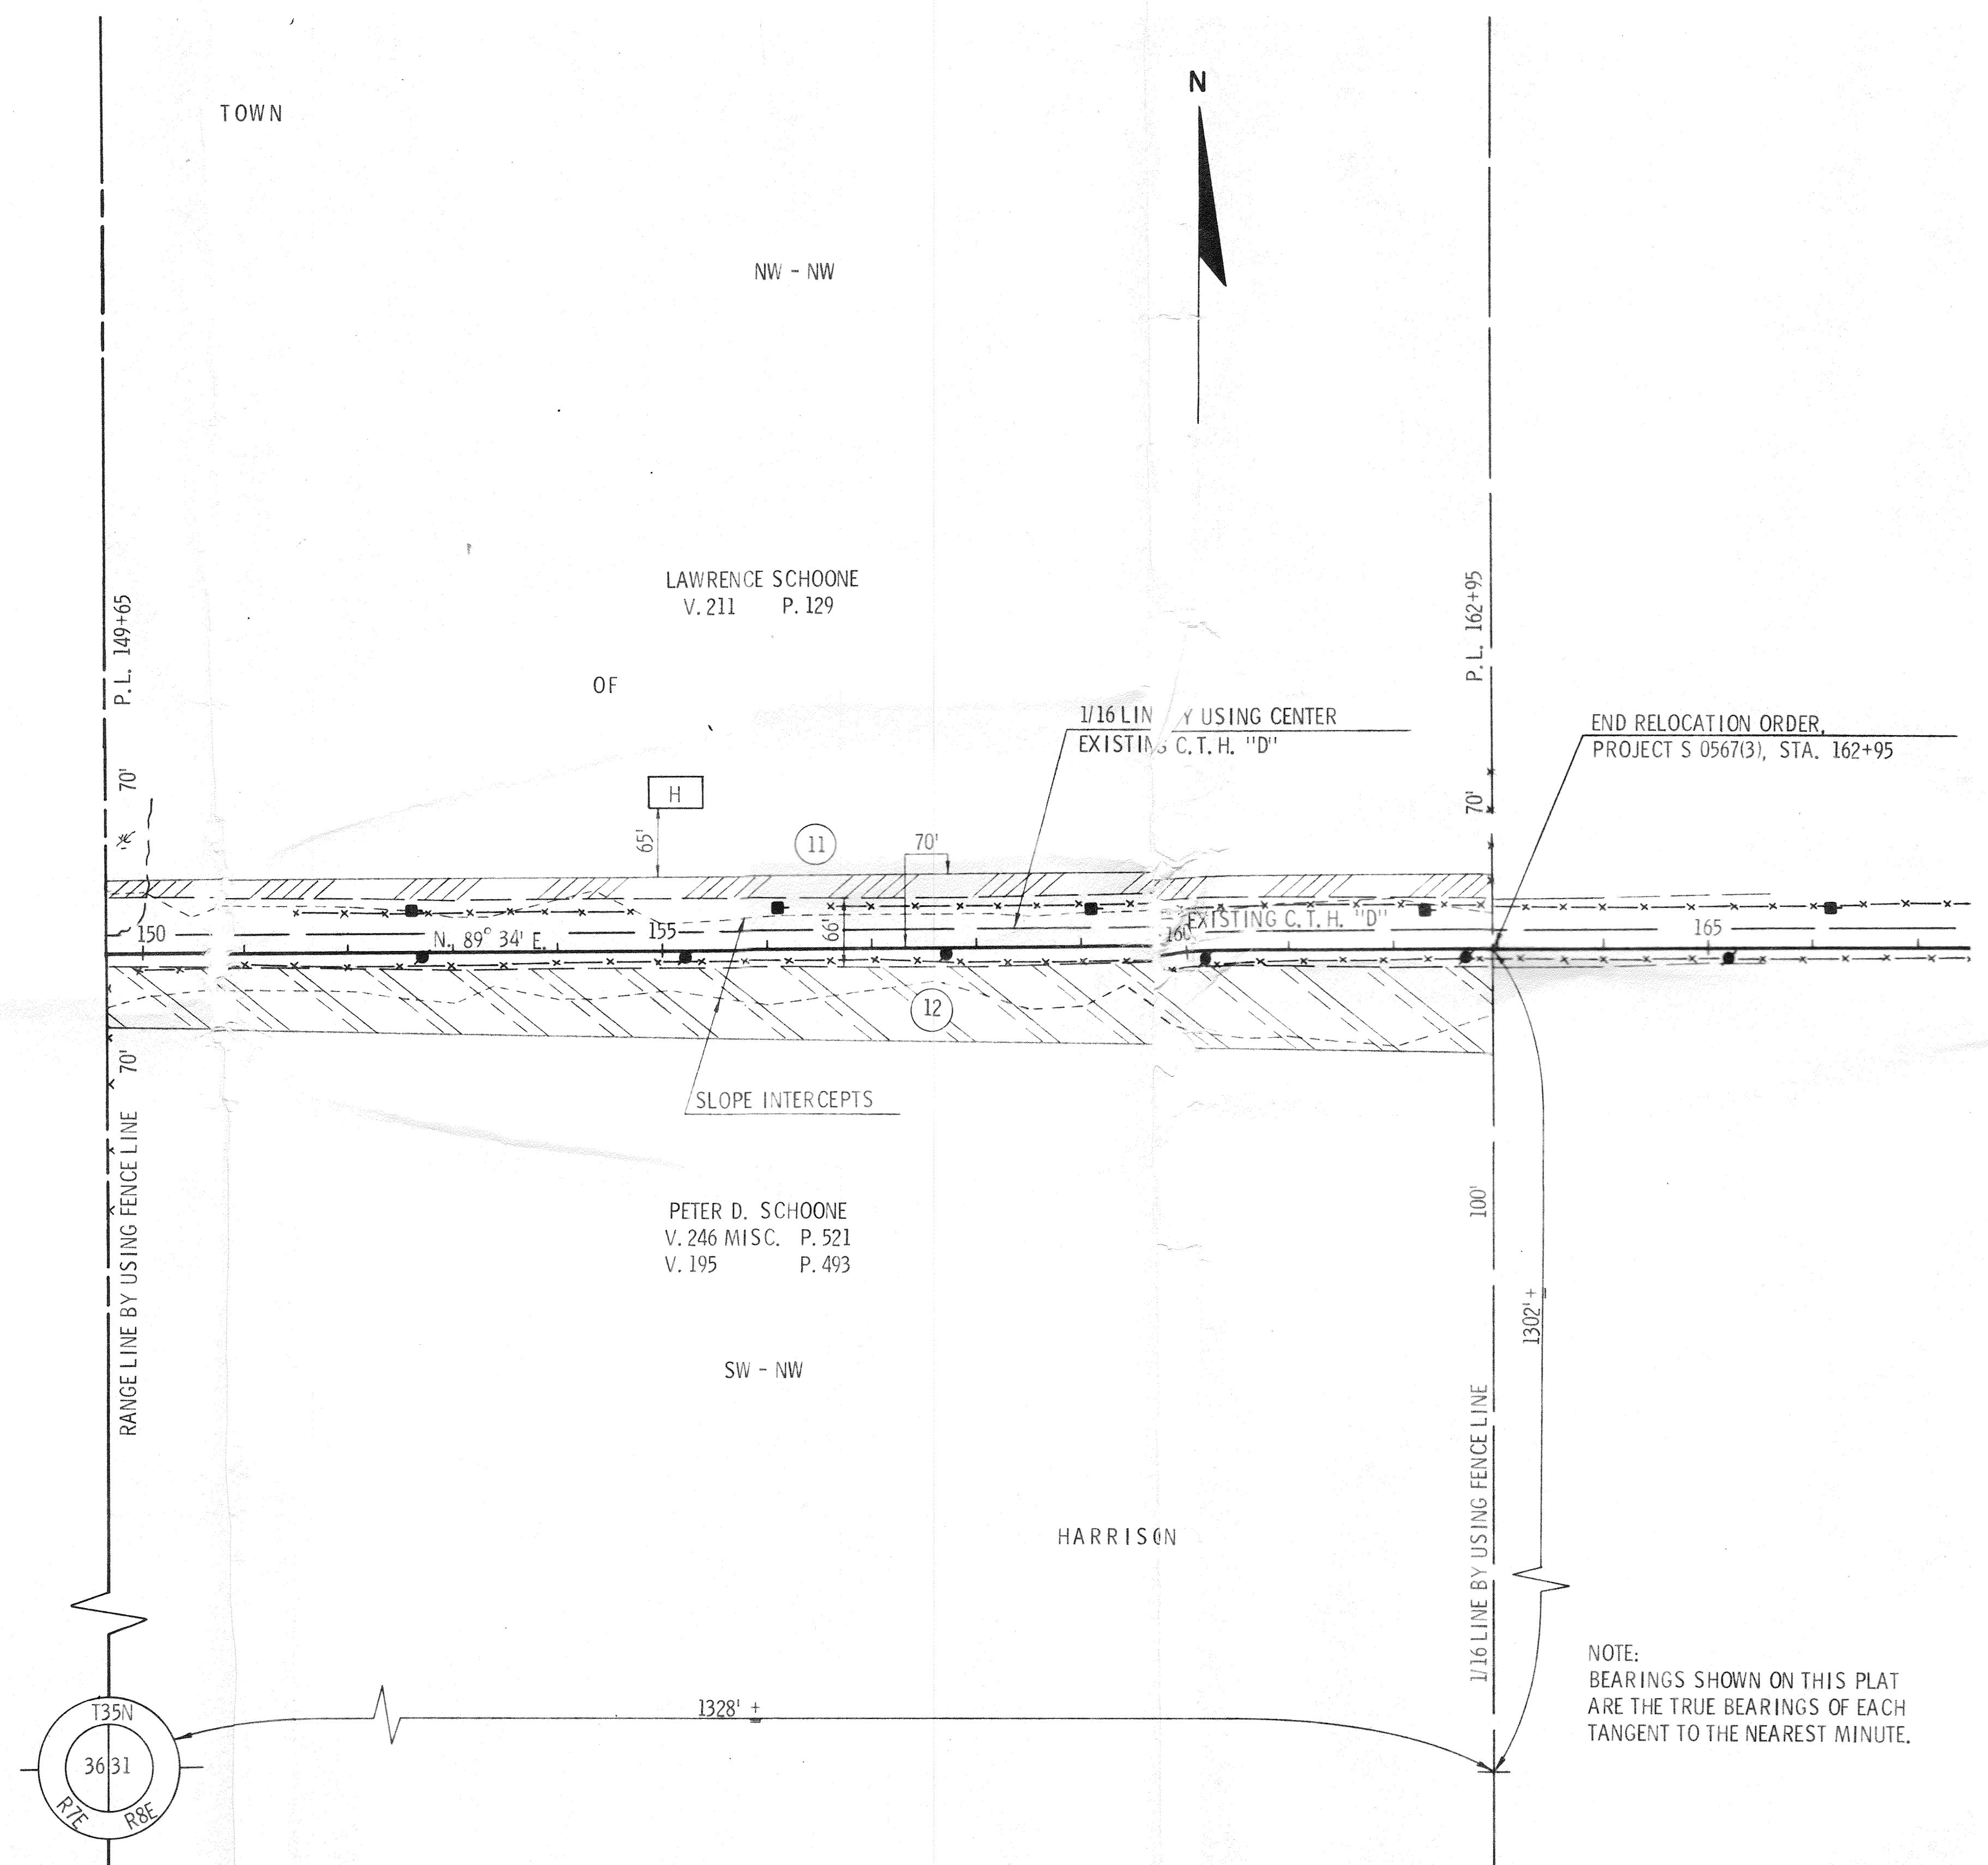 TOWN
N
NW - NW
LAWRENCE SCHOONE
V. 211 P. 129
P.L. 149+65
P.L. 162+95
OF
1/16 LIN Y USING CENTER
EXISTING C.T.H. "D"
END RELOCATION ORDER,
PROJECT S 0567(3), STA. 162+95
70'
70'
H
65'
11
70'
150
N. 89° 34' E.
155
66'
160
EXISTING C.T.H. "D"
165
12
70'
SLOPE INTERCEPTS
RANGE LINE BY USING FENCE LINE
PETER D. SCHOONE
V. 246 MISC. P. 521
V. 195 P. 493
100'
1302' ±
SW - NW
1/16 LINE BY USING FENCE LINE
HARRISON
NOTE:
BEARINGS SHOWN ON THIS PLAT
ARE THE TRUE BEARINGS OF EACH
TANGENT TO THE NEAREST MINUTE.
1328' ±
T35N
36 31
R7E R8E